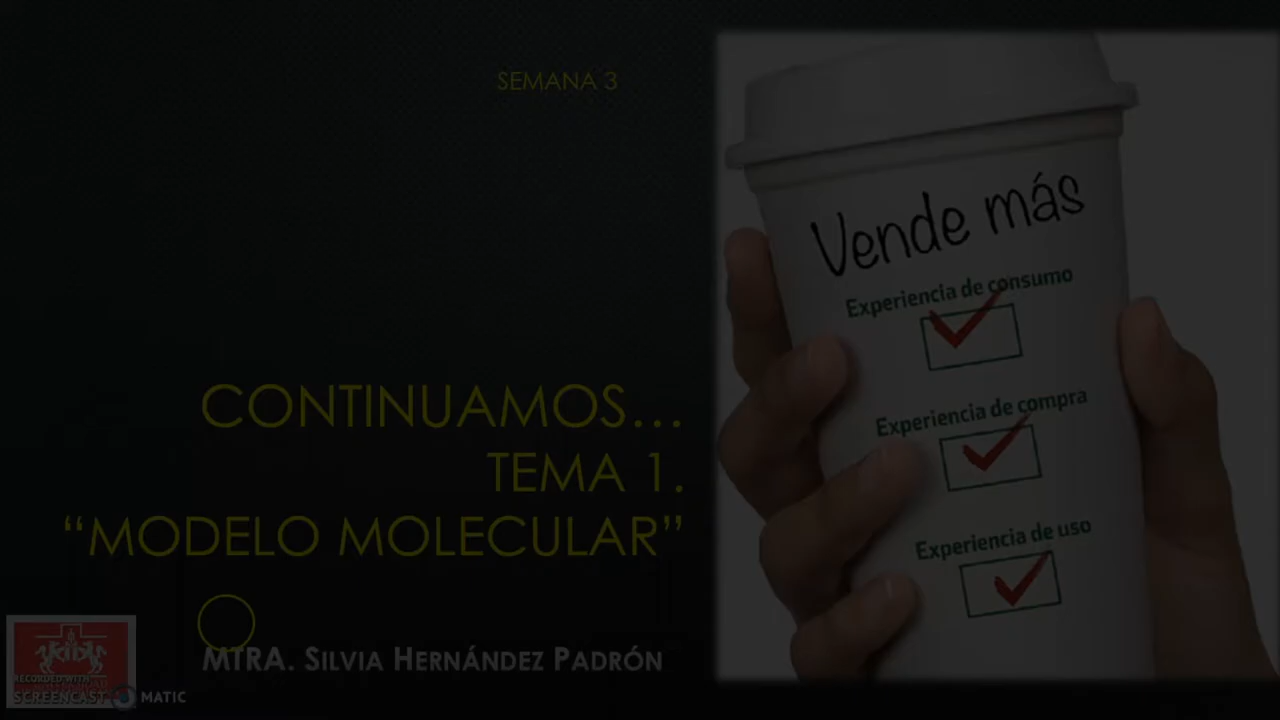 SEMANA 3
CONTINUAMOS...
TEMA 1.
“MODELO MOLECULAR”
MTRA. SILVIA HERNÁNDEZ PADRÓN
Vende más
Experiencia de consumo
Experiencia de compra
Experiencia de uso
RECORDED WITH
SCREENCAST MATIC